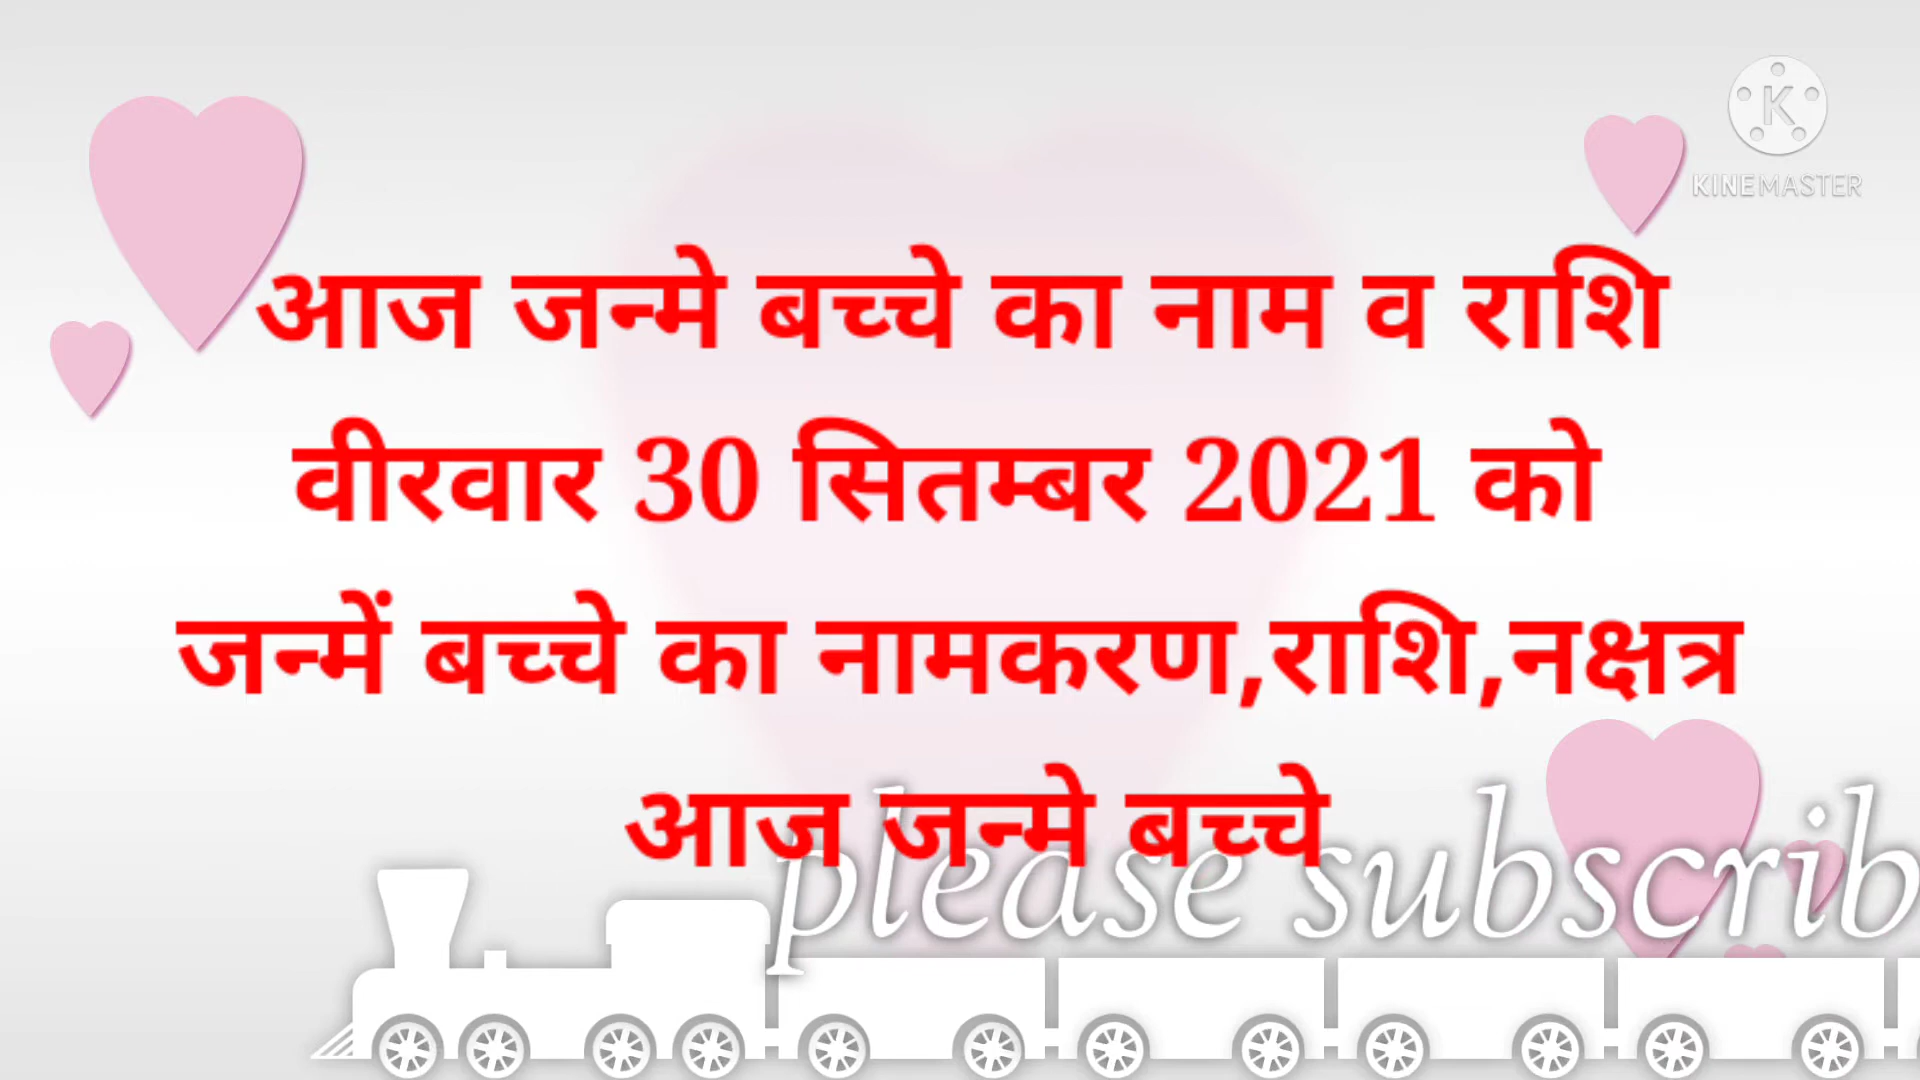 K
KINEMASTER
आज जन्मे बच्चे का नाम व राशि
वीरवार 30 सितम्बर 2021 को
जन्में बच्चे का नामकरण,राशि,नक्षत्र
आज जन्मे बच्चे
please subscrib